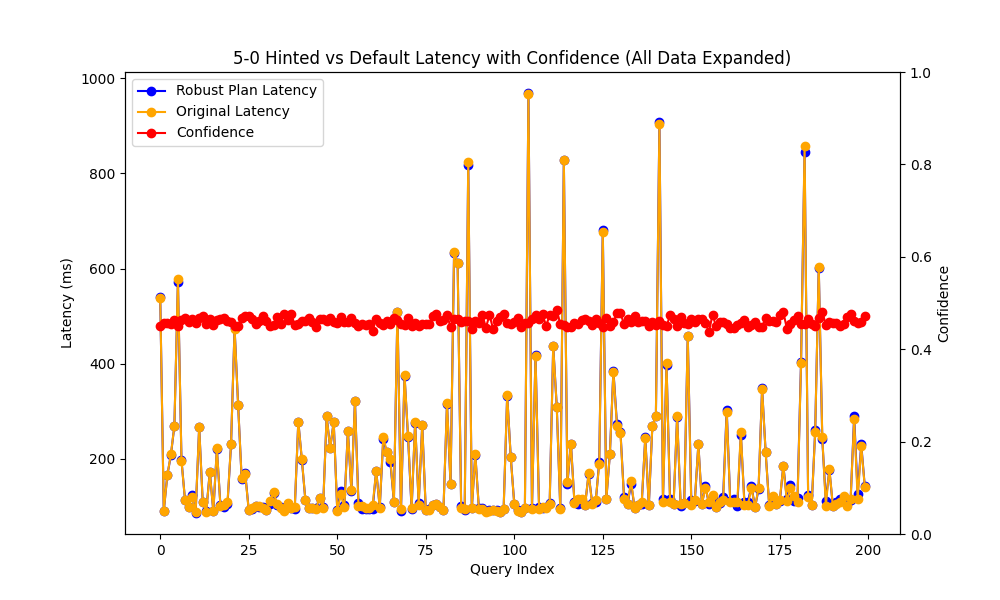 5-0 Hinted vs Default Latency with Confidence (All Data Expanded)
Robust Plan Latency
Original Latency
Confidence
1000
800
600
400
200
Latency (ms)
1.0
0.8
0.6
0.4
0.2
0.0
Confidence
0 25 50 75 100 125 150 175 200
Query Index